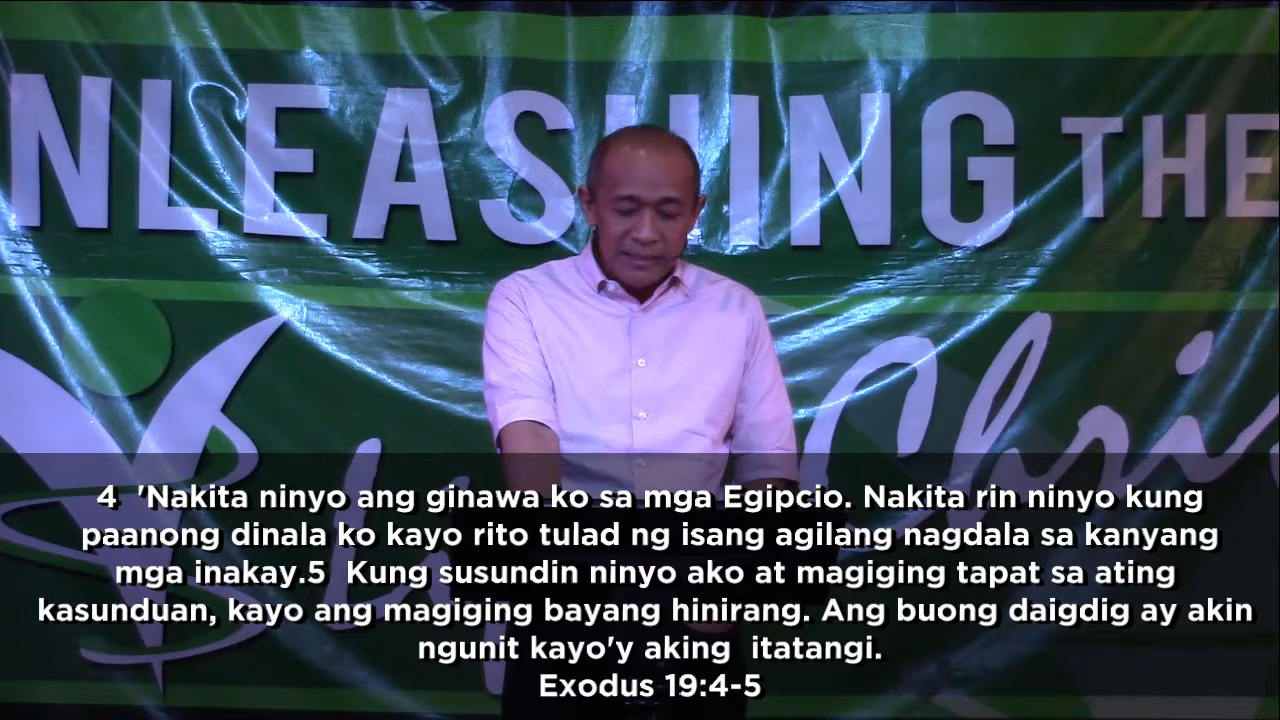 NLEASHING THE
Chri
4 'Nakita ninyo ang ginawa ko sa mga Egipcio. Nakita rin ninyo kung
paanong dinala ko kayo rito tulad ng isang agilang nagdala sa kanyang
mga inakay.5 Kung susundin ninyo ako at magiging tapat sa ating
kasunduan, kayo ang magiging bayang hinirang. Ang buong daigdig ay akin
ngunit kayo'y aking itatangi.
Exodus 19:4-5